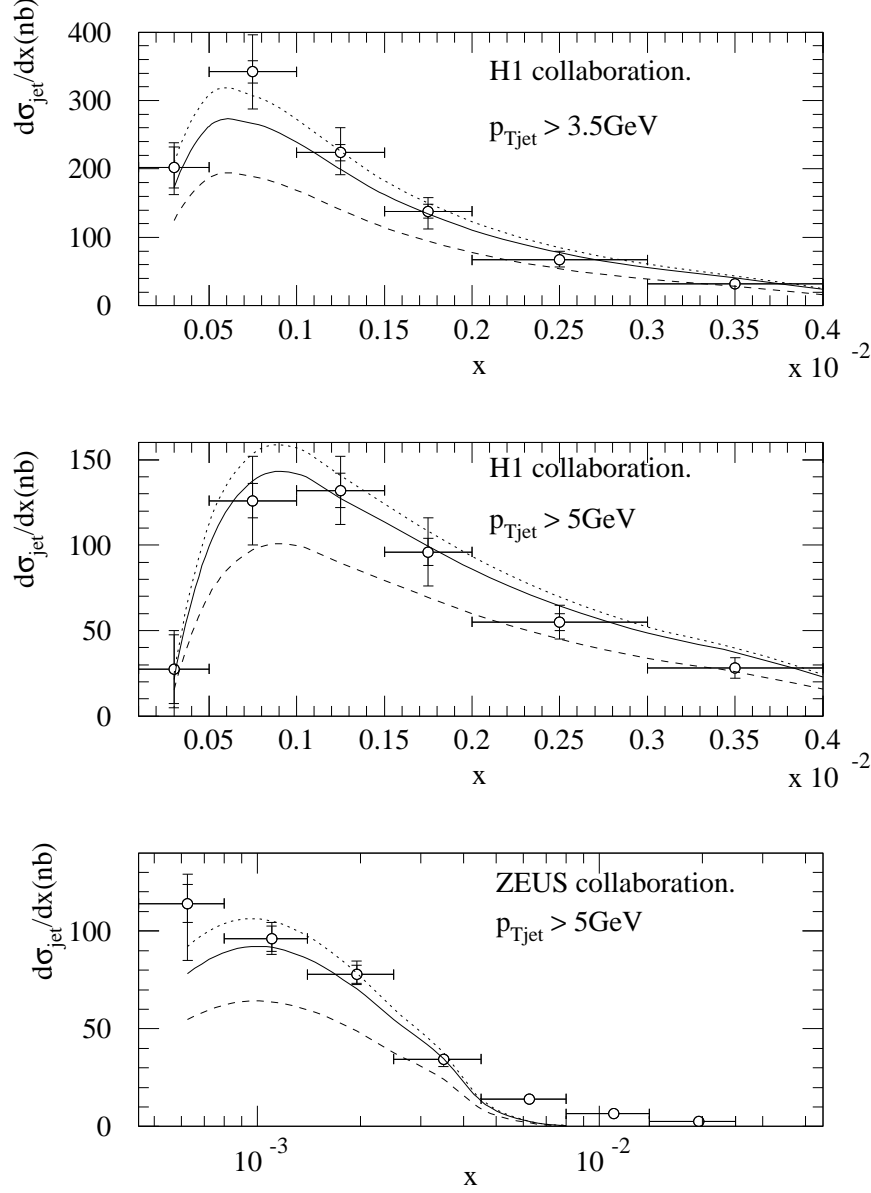 dσjet/dx(nb)
400
300
200
100
0
H1 collaboration.
pTjet > 3.5GeV
0.05 0.1 0.15 0.2 0.25 0.3 0.35 0.4
x 10 -2
x
dσjet/dx(nb)
150
100
50
0
H1 collaboration.
pTjet > 5GeV
0.05 0.1 0.15 0.2 0.25 0.3 0.35 0.4
x 10 -2
x
dσjet/dx(nb)
100
50
0
ZEUS collaboration.
pTjet > 5GeV
10 -3 10 -2
x